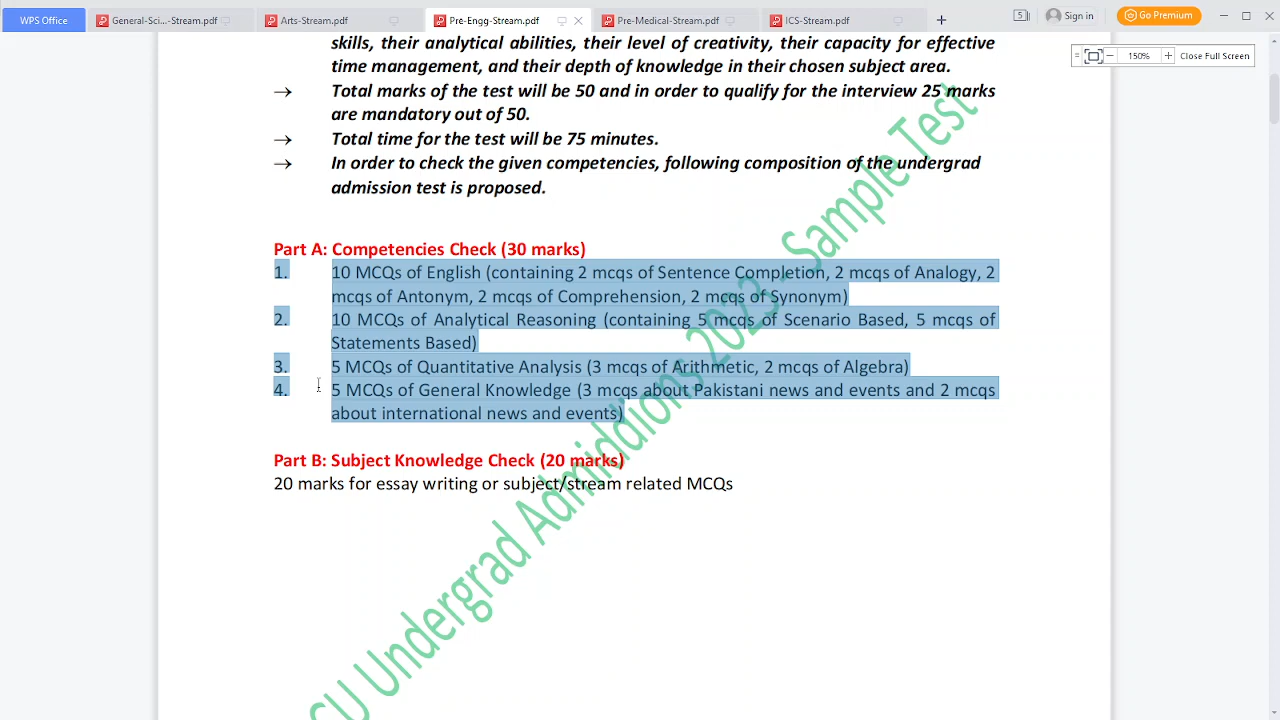 WPS Office
General-Sci...-Stream.pdf
Arts-Stream.pdf
Pre-Engg-Stream.pdf
Pre-Medical-Stream.pdf
ICS-Stream.pdf
Sign in
Go Premium
150%
Close Full Screen
skills, their analytical abilities, their level of creativity, their capacity for effective
time management, and their depth of knowledge in their chosen subject area.
→ Total marks of the test will be 50 and in order to qualify for the interview 25 marks
are mandatory out of 50.
→ Total time for the test will be 75 minutes.
→ In order to check the given competencies, following composition of the undergrad
admission test is proposed.
Part A: Competencies Check (30 marks)
1. 10 MCQs of English (containing 2 mcqs of Sentence Completion, 2 mcqs of Analogy, 2
mcqs of Antonym, 2 mcqs of Comprehension, 2 mcqs of Synonym)
2. 10 MCQs of Analytical Reasoning (containing 5 mcqs of Scenario Based, 5 mcqs of
Statements Based)
3. 5 MCQs of Quantitative Analysis (3 mcqs of Arithmetic, 2 mcqs of Algebra)
4. 5 MCQs of General Knowledge (3 mcqs about Pakistani news and events and 2 mcqs
about international news and events)
Part B: Subject Knowledge Check (20 marks)
20 marks for essay writing or subject/stream related MCQs
CU Undergrad Admiddions 2023 - Sample Test